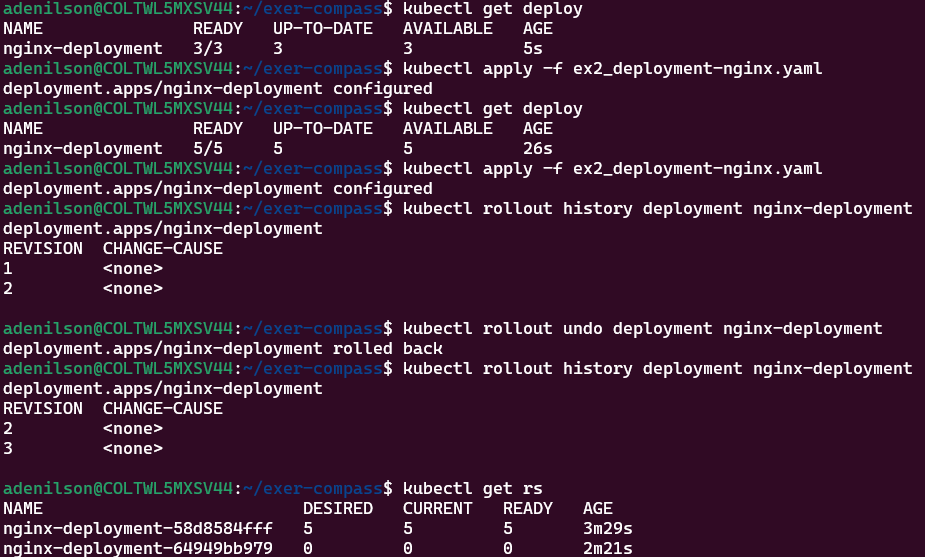 adenilson@COLTWL5MXSV44:~/exer-compass$ kubectl get deploy
NAME               READY   UP-TO-DATE   AVAILABLE   AGE
nginx-deployment   3/3     3            3           5s
adenilson@COLTWL5MXSV44:~/exer-compass$ kubectl apply -f ex2_deployment-nginx.yaml
deployment.apps/nginx-deployment configured
adenilson@COLTWL5MXSV44:~/exer-compass$ kubectl get deploy
NAME               READY   UP-TO-DATE   AVAILABLE   AGE
nginx-deployment   5/5     5            5           26s
adenilson@COLTWL5MXSV44:~/exer-compass$ kubectl apply -f ex2_deployment-nginx.yaml
deployment.apps/nginx-deployment configured
adenilson@COLTWL5MXSV44:~/exer-compass$ kubectl rollout history deployment nginx-deployment
deployment.apps/nginx-deployment
REVISION  CHANGE-CAUSE
1         <none>
2         <none>
adenilson@COLTWL5MXSV44:~/exer-compass$ kubectl rollout undo deployment nginx-deployment
deployment.apps/nginx-deployment rolled back
adenilson@COLTWL5MXSV44:~/exer-compass$ kubectl rollout history deployment nginx-deployment
deployment.apps/nginx-deployment
REVISION  CHANGE-CAUSE
2         <none>
3         <none>
adenilson@COLTWL5MXSV44:~/exer-compass$ kubectl get rs
NAME                          DESIRED   CURRENT   READY   AGE
nginx-deployment-58d8584fff   5         5         5       3m29s
nginx-deployment-64949bb979   0         0         0       2m21s